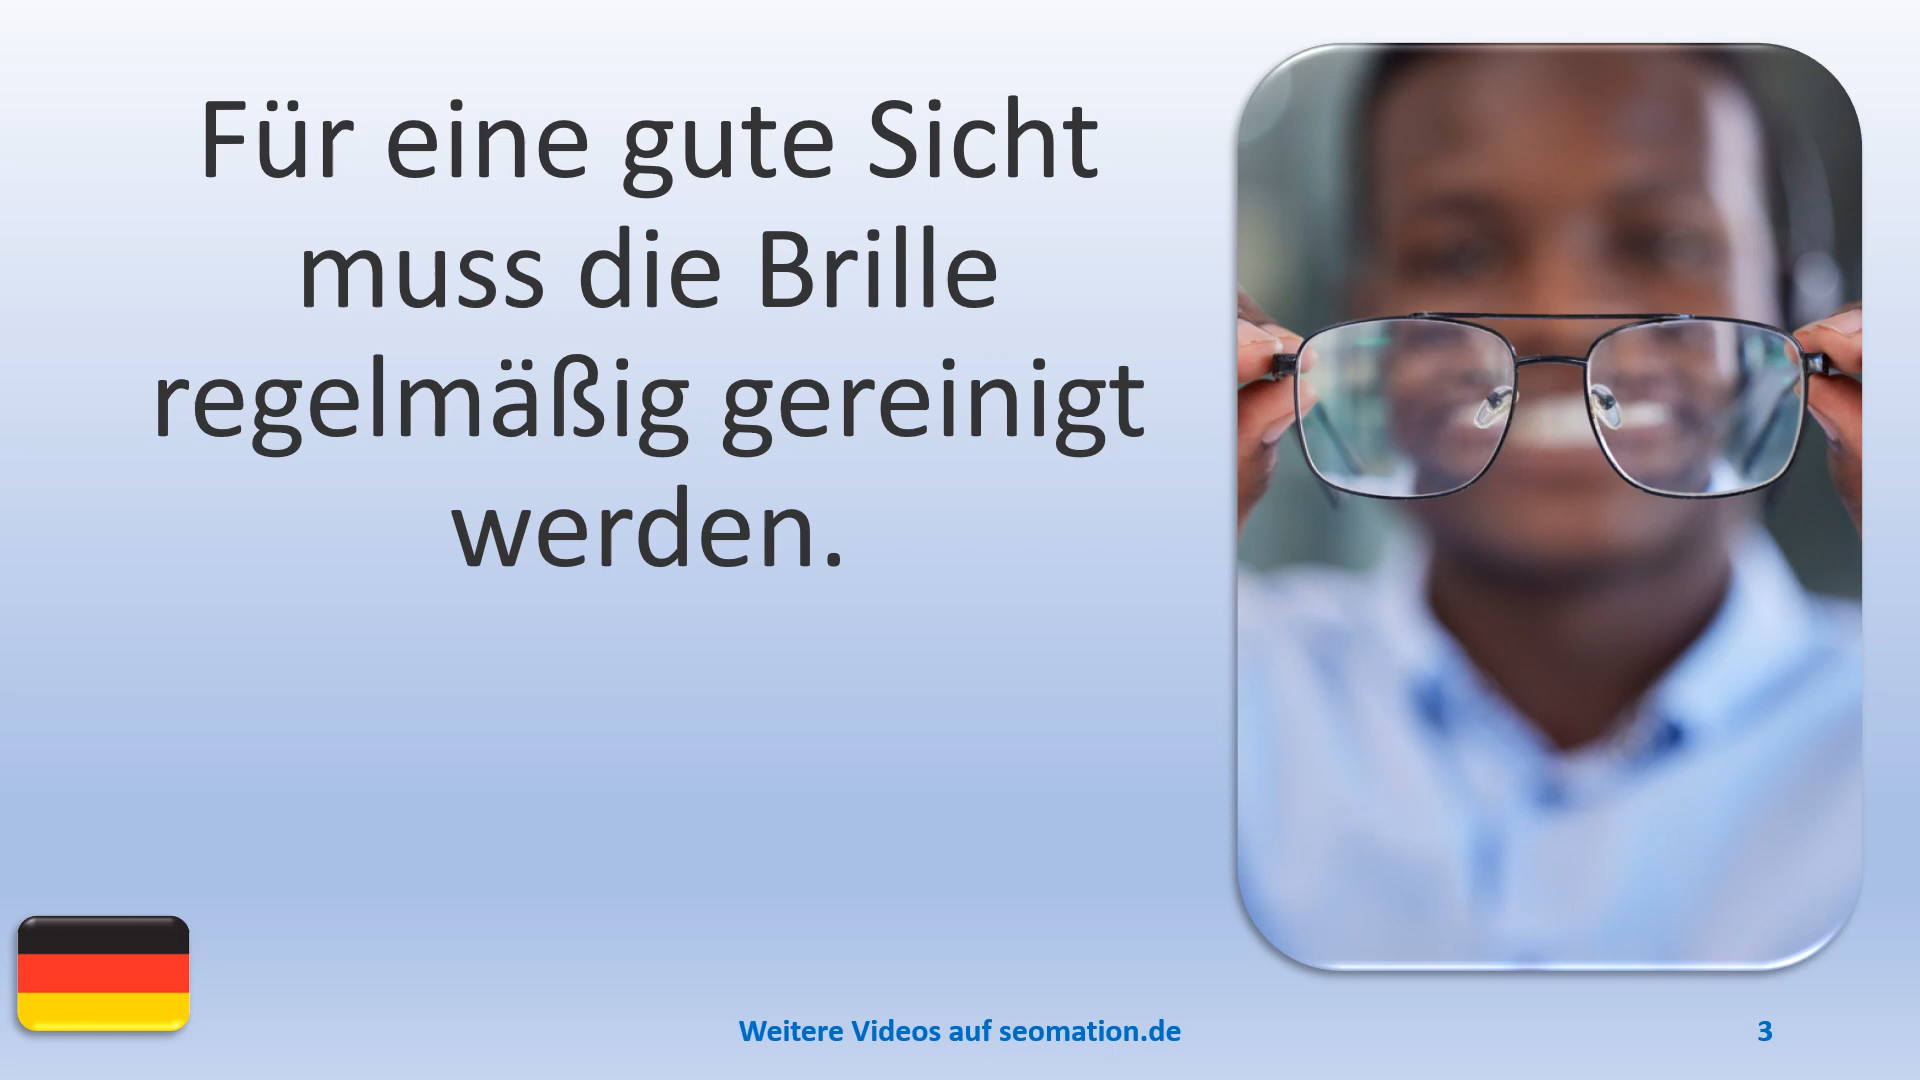 Für eine gute Sicht
muss die Brille
regelmäßig gereinigt
werden.
Weitere Videos auf seomation.de
3